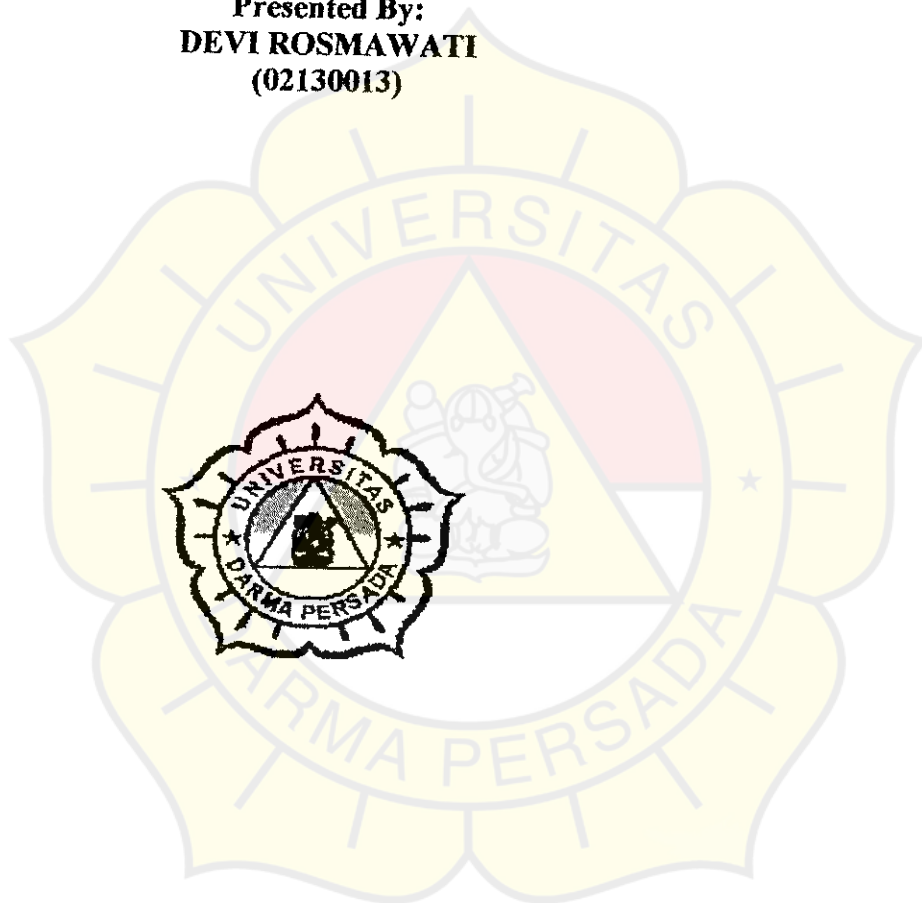 Presented By:
DEVI ROSMAWATI
(02130013)
UNIVERSITAS
DARMA PERSADA
UNIVERSITAS
DARMA PERSADA